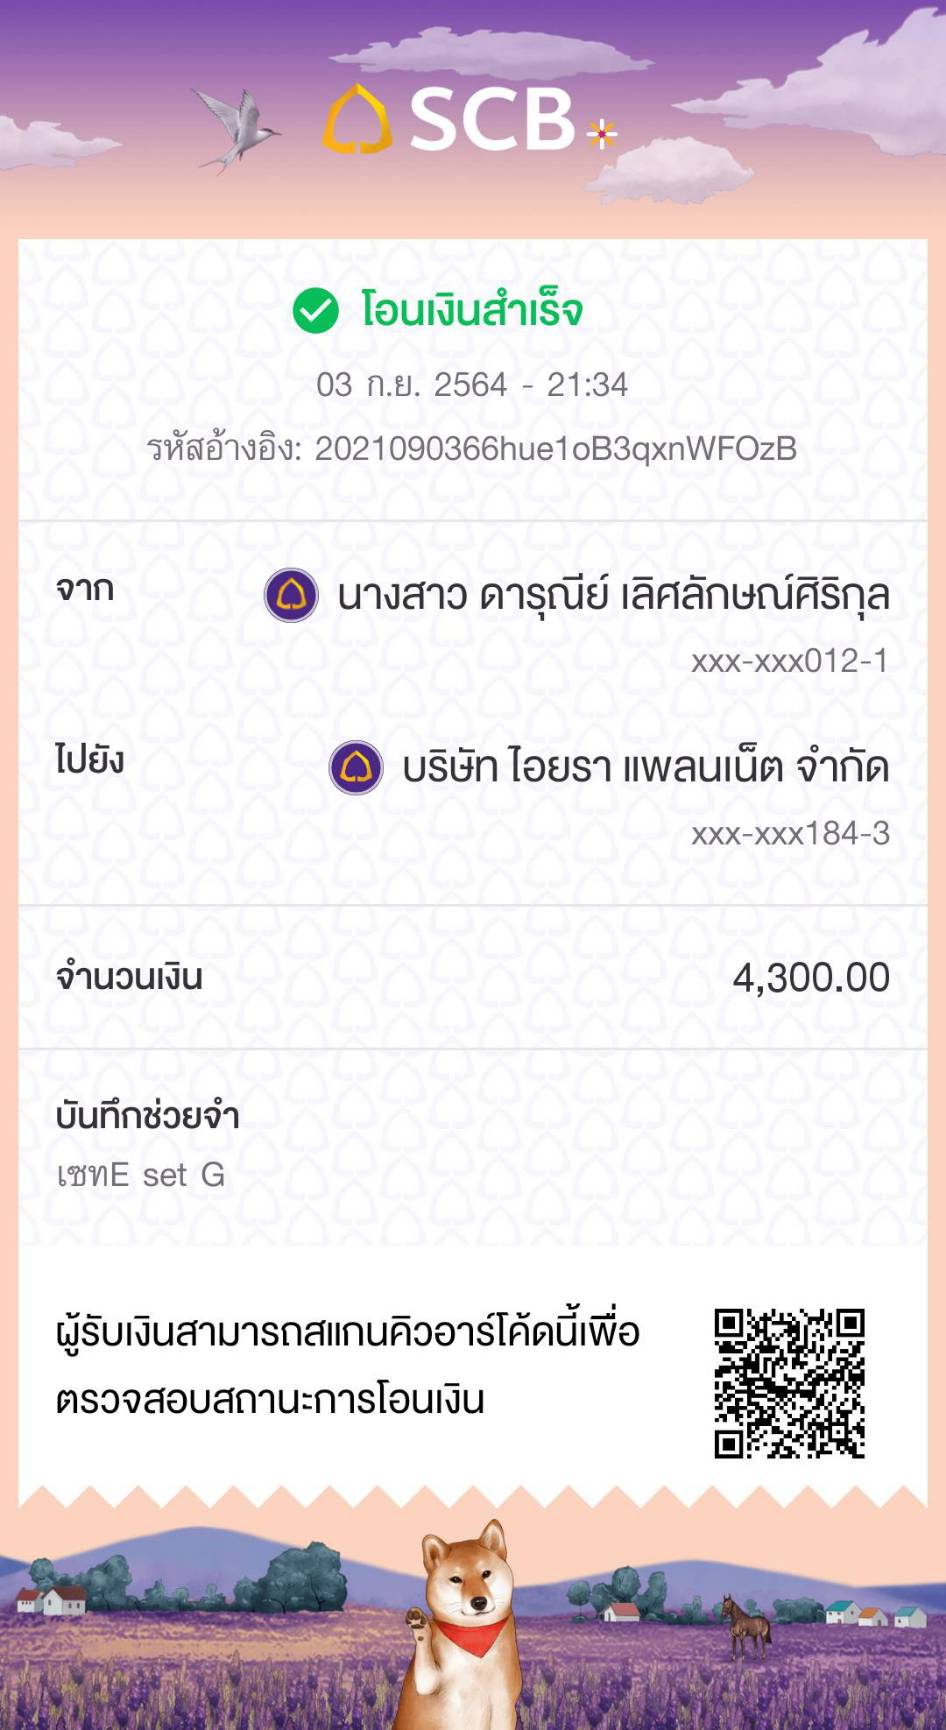 SCB
โอนเงินสำเร็จ
03 ก.ย. 2564 - 21:34
รหัสอ้างอิง: 2021090366hue1oB3qxnWFOzB
จาก
นางสาว ดารุณีย์ เลิศลักษณ์ศิริกุล
xxx-xxx012-1
ไปยัง
บริษัท ไอยรา แพลนเน็ต จำกัด
xxx-xxx184-3
จำนวนเงิน 4,300.00
บันทึกช่วยจำ
เซทE set G
ผู้รับเงินสามารถสแกนคิวอาร์โค้ดนี้เพื่อ
ตรวจสอบสถานะการโอนเงิน